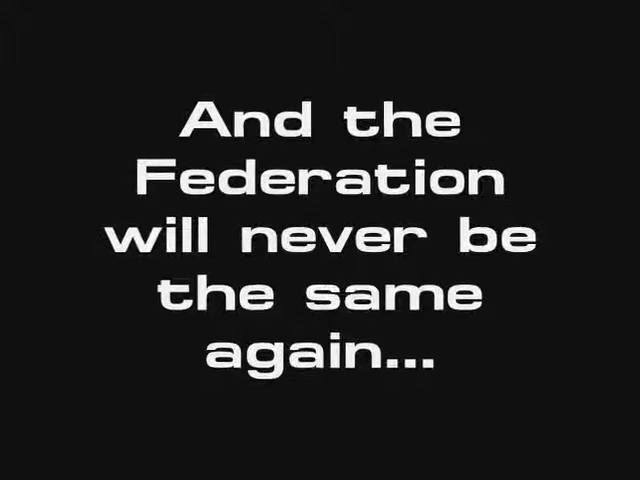 And the
Federation
will never be
the same
again...